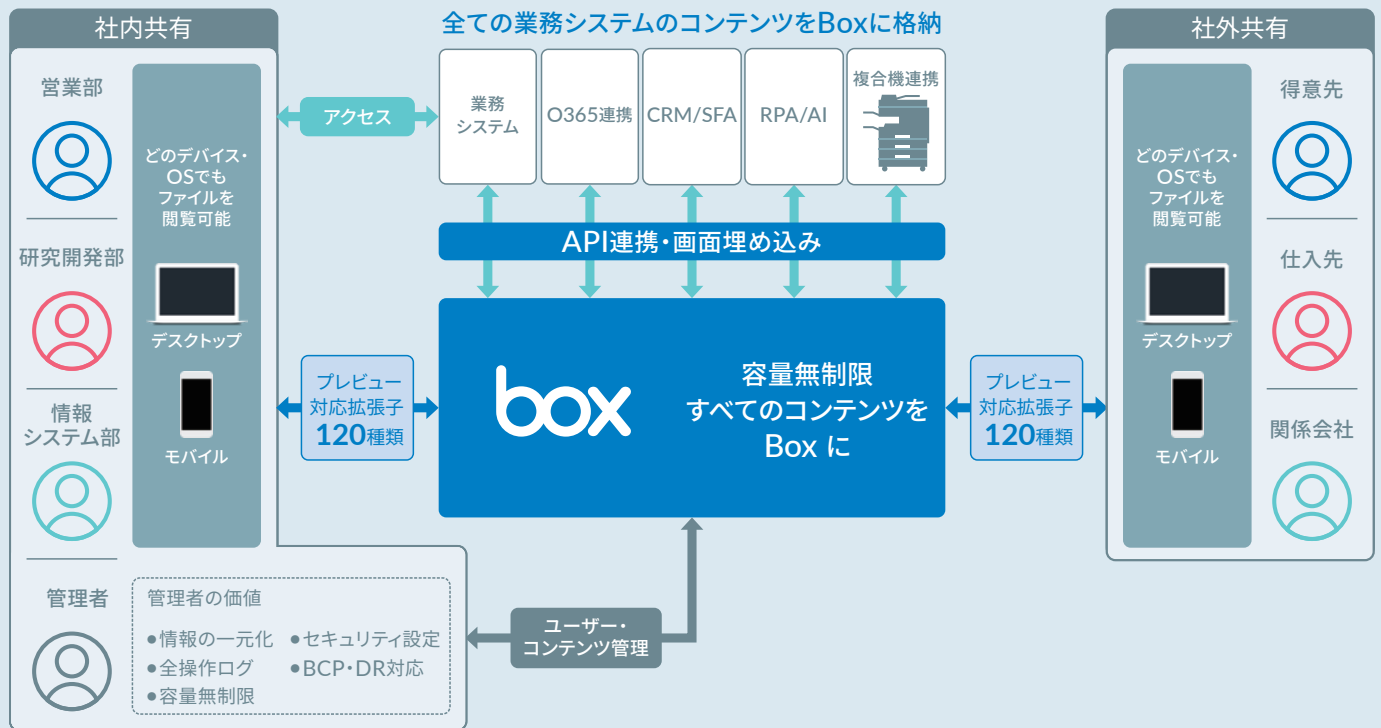 社内共有
営業部
研究開発部
情報
システム部
管理者
どのデバイス・
OSでも
ファイルを
閲覧可能
デスクトップ
モバイル
管理者の価値
●情報の一元化
●全操作ログ
●容量無制限
●セキュリティ設定
●BCP・DR対応
アクセス
プレビュー
対応拡張子
120種類
全ての業務システムのコンテンツをBoxに格納
業務
システム
O365連携
CRM/SFA
RPA/AI
複合機連携
API連携・画面埋め込み
box
容量無制限
すべてのコンテンツを
Box に
ユーザー・
コンテンツ管理
プレビュー
対応拡張子
120種類
社外共有
どのデバイス・
OSでも
ファイルを
閲覧可能
デスクトップ
モバイル
得意先
仕入先
関係会社